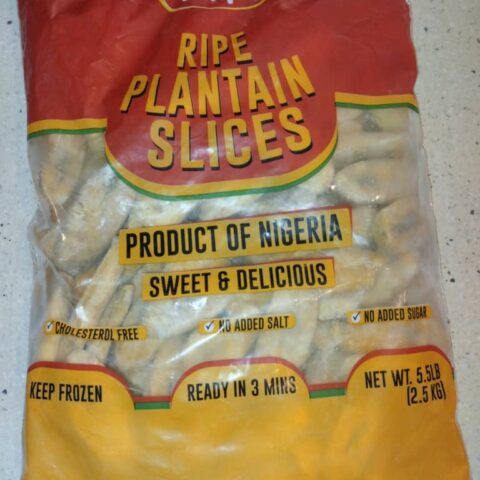 RIPE
PLANTAIN
SLICES
PRODUCT OF NIGERIA
SWEET & DELICIOUS
CHOLESTEROL FREE
NO ADDED SALT
NO ADDED SUGAR
KEEP FROZEN
READY IN 3 MINS
NET WT. 5.5LB
(2.5 KG)